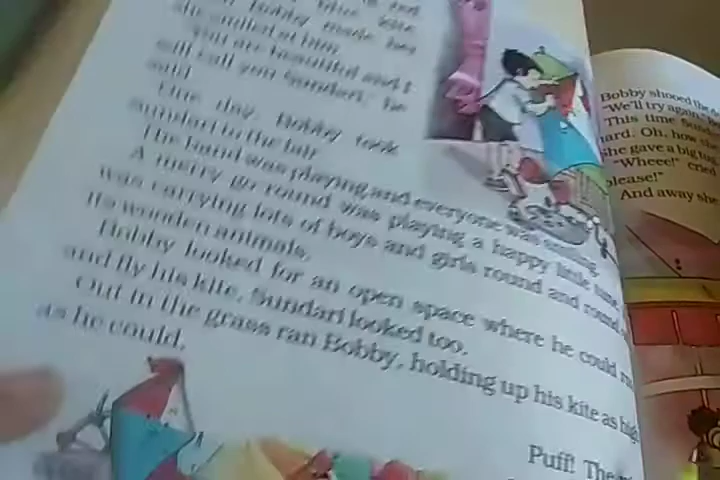 Bobby made her
she smiled at him.
"You are beautiful and I
will call you Sundari," he
said.
One day, Bobby took
Sundari to the fair.
The band was playing and everyone was smiling.
A merry go round was playing a happy little tune
was carrying lots of boys and girls round and round
its wooden animals.
Bobby looked for an open space where he could
and fly his kite. Sundari looked too.
Out in the grass ran Bobby, holding up his kite as high
as he could.
Puff! The
Bobby shooed the
"We'll try again,"
This time
hard. Oh, how she
She gave a big
"Wheee!" cried
please!"
And away she